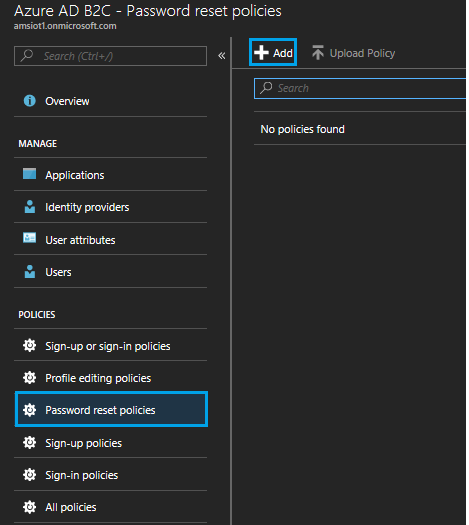 Azure AD B2C - Password reset policies
amsiot1.onmicrosoft.com
Search (Ctrl+/)
«
Overview
MANAGE
Applications
Identity providers
User attributes
Users
POLICIES
Sign-up or sign-in policies
Profile editing policies
Password reset policies
Sign-up policies
Sign-in policies
All policies
Add
Upload Policy
Search
No policies found